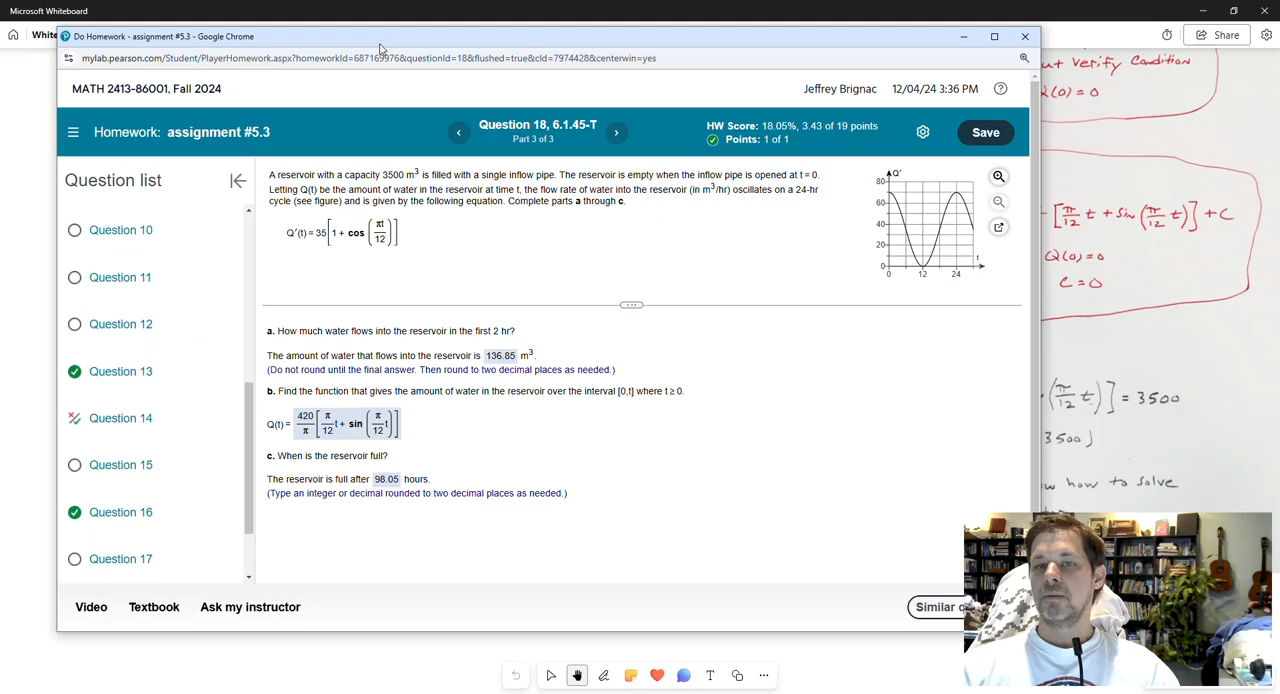 Microsoft Whiteboard
White
Share
Do Homework - assignment #5.3 - Google Chrome
mylab.pearson.com/Student/PlayerHomework.aspx?homeworkId=687169976&questionId=18&flushed=true&cId=7974428&centerwin=yes
MATH 2413-86001, Fall 2024
Jeffrey Brignac
12/04/24 3:36 PM
Homework: assignment #5.3
Question 18, 6.1.45-T
Part 3 of 3
HW Score: 18.05%, 3.43 of 19 points
Points: 1 of 1
Save
Question list
Question 10
Question 11
Question 12
Question 13
Question 14
Question 15
Question 16
Question 17
A reservoir with a capacity 3500 m³ is filled with a single inflow pipe. The reservoir is empty when the inflow pipe is opened at t = 0.
Letting Q(t) be the amount of water in the reservoir at time t, the flow rate of water into the reservoir (in m³/hr) oscillates on a 24-hr
cycle (see figure) and is given by the following equation. Complete parts a through c.
Q′(t) = 35[1 + cos(πt/12)]
Q′
80
60
40
20
0
0 12 24
t
a. How much water flows into the reservoir in the first 2 hr?
The amount of water that flows into the reservoir is 136.85 m³.
(Do not round until the final answer. Then round to two decimal places as needed.)
b. Find the function that gives the amount of water in the reservoir over the interval [0,t] where t ≥ 0.
Q(t) = 420/π[π/12 t + sin(π/12 t)]
c. When is the reservoir full?
The reservoir is full after 98.05 hours.
(Type an integer or decimal rounded to two decimal places as needed.)
Video
Textbook
Ask my instructor
Similar q
ut verify condition
Q(0) = 0
[π/12 t + sin(π/12 t)] + C
Q(0) = 0
C = 0
(π/12 t)] = 3500
3500)
ow how to solve